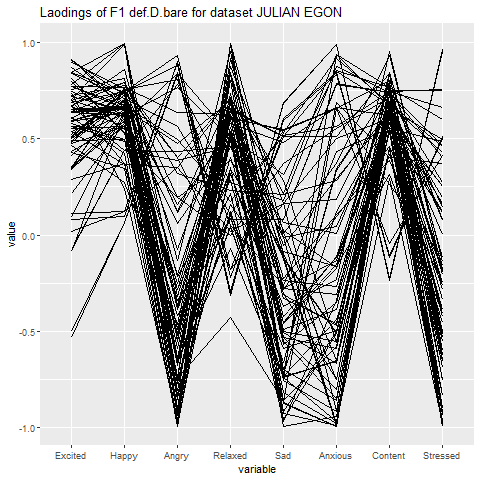 Laodings of F1 def.D.bare for dataset JULIAN EGON
1.0
0.5
0.0
-0.5
-1.0
value
Excited Happy Angry Relaxed Sad Anxious Content Stressed
variable